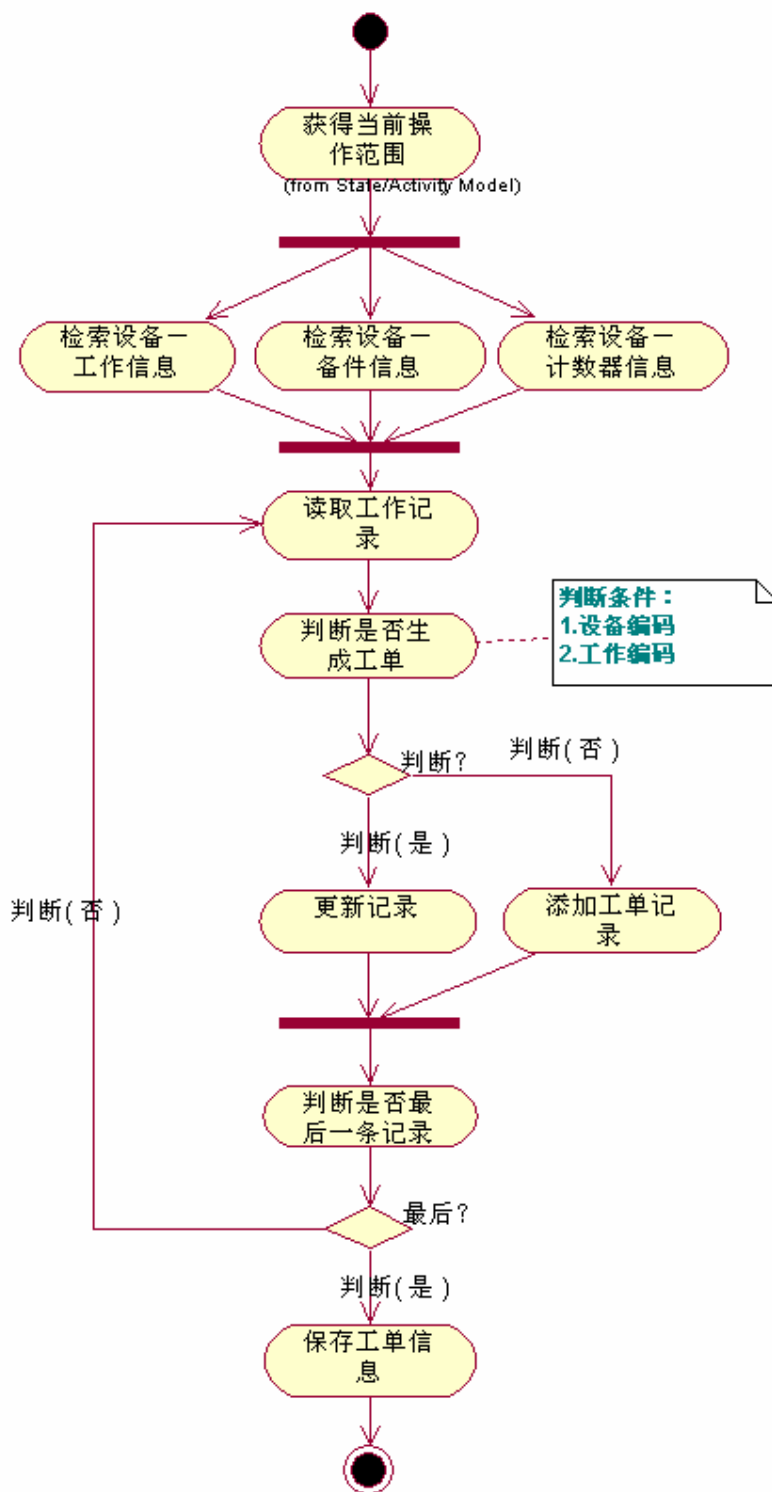 获得当前操
作范围
(from State/Activity Model)
检索设备一
工作信息
检索设备一
备件信息
检索设备一
计数器信息
读取工作记
录
判断是否生
成工单
判断条件：
1.设备编码
2.工作编码
判断?
判断(否)
判断(是)
更新记录
添加工单记
录
判断(否)
判断是否最
后一条记录
最后?
判断(是)
保存工单信
息